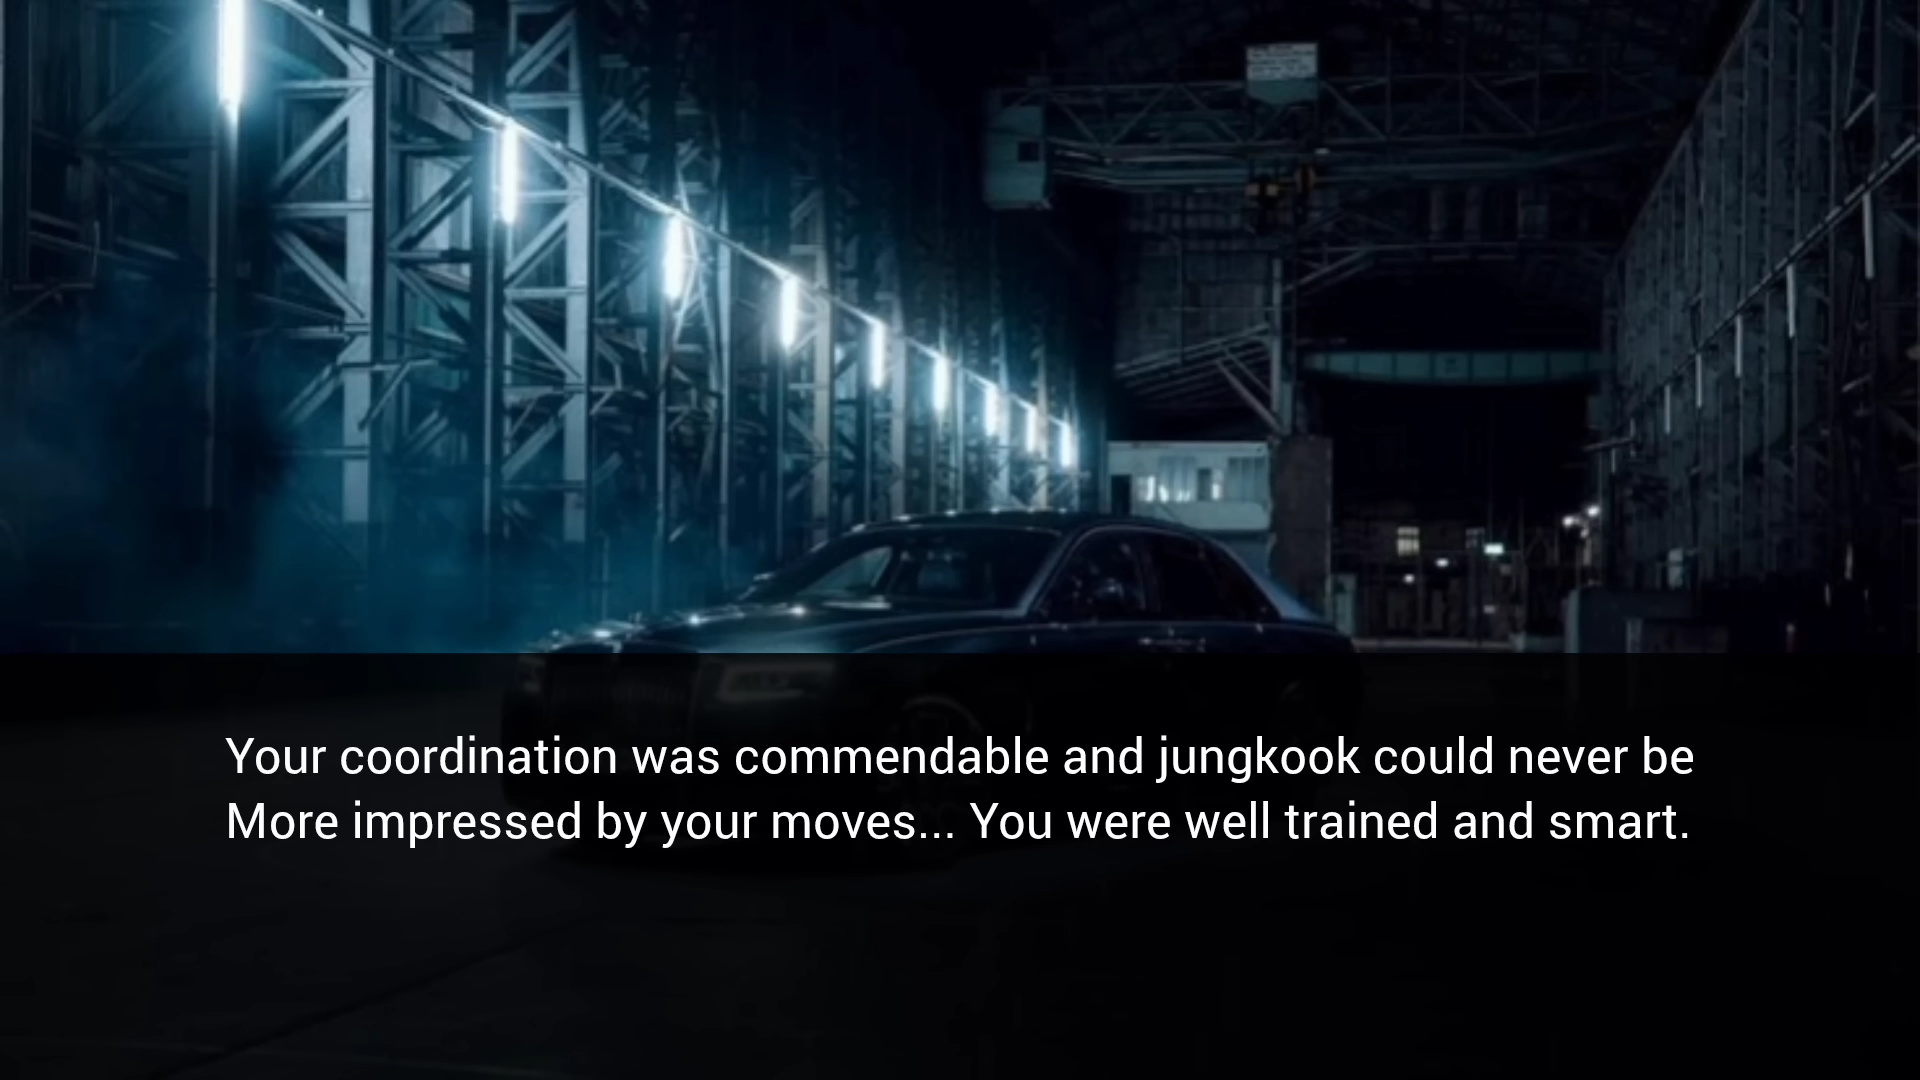 Your coordination was commendable and jungkook could never be
More impressed by your moves... You were well trained and smart.